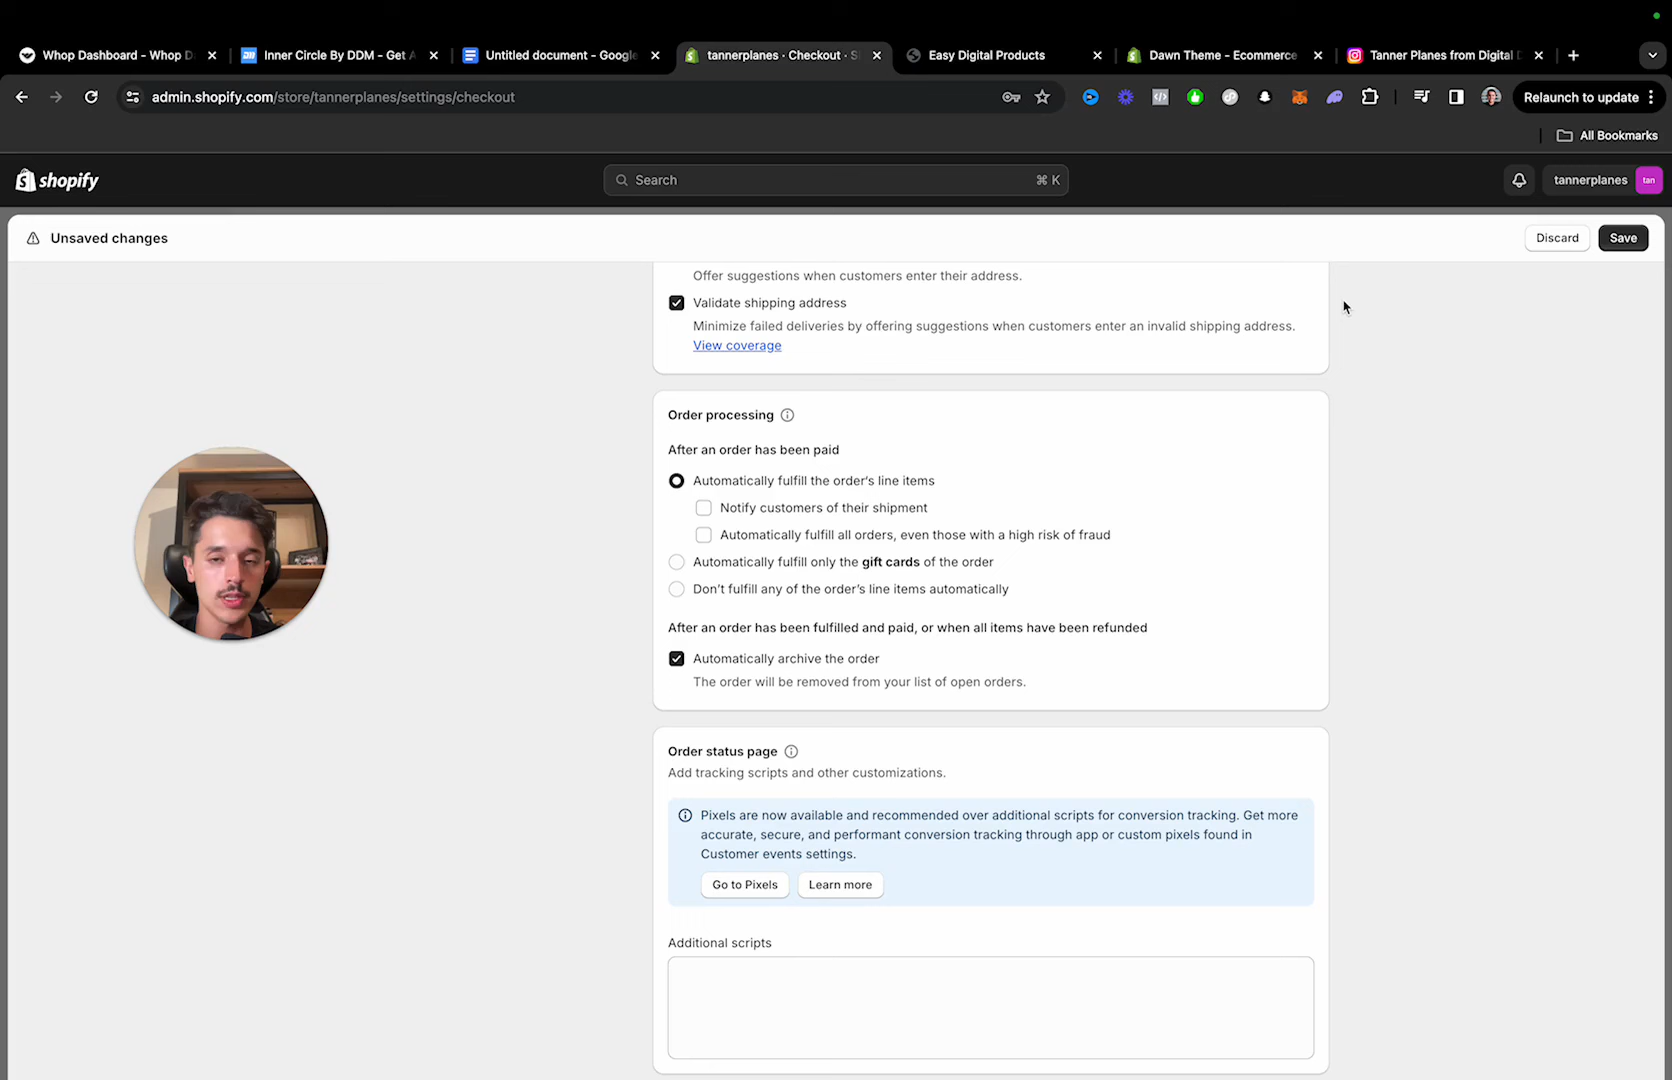 Whop Dashboard - Whop D
Inner Circle By DDM - Get A
Untitled document - Google
tannerplanes · Checkout · S
Easy Digital Products
Dawn Theme - Ecommerce
Tanner Planes from Digital D
admin.shopify.com/store/tannerplanes/settings/checkout
Relaunch to update
All Bookmarks
shopify
Search
⌘ K
tannerplanes
tan
Unsaved changes
Discard
Save
Offer suggestions when customers enter their address.
Validate shipping address
Minimize failed deliveries by offering suggestions when customers enter an invalid shipping address.
View coverage
Order processing
After an order has been paid
Automatically fulfill the order’s line items
Notify customers of their shipment
Automatically fulfill all orders, even those with a high risk of fraud
Automatically fulfill only the gift cards of the order
Don’t fulfill any of the order’s line items automatically
After an order has been fulfilled and paid, or when all items have been refunded
Automatically archive the order
The order will be removed from your list of open orders.
Order status page
Add tracking scripts and other customizations.
Pixels are now available and recommended over additional scripts for conversion tracking. Get more
accurate, secure, and performant conversion tracking through app or custom pixels found in
Customer events settings.
Go to Pixels
Learn more
Additional scripts